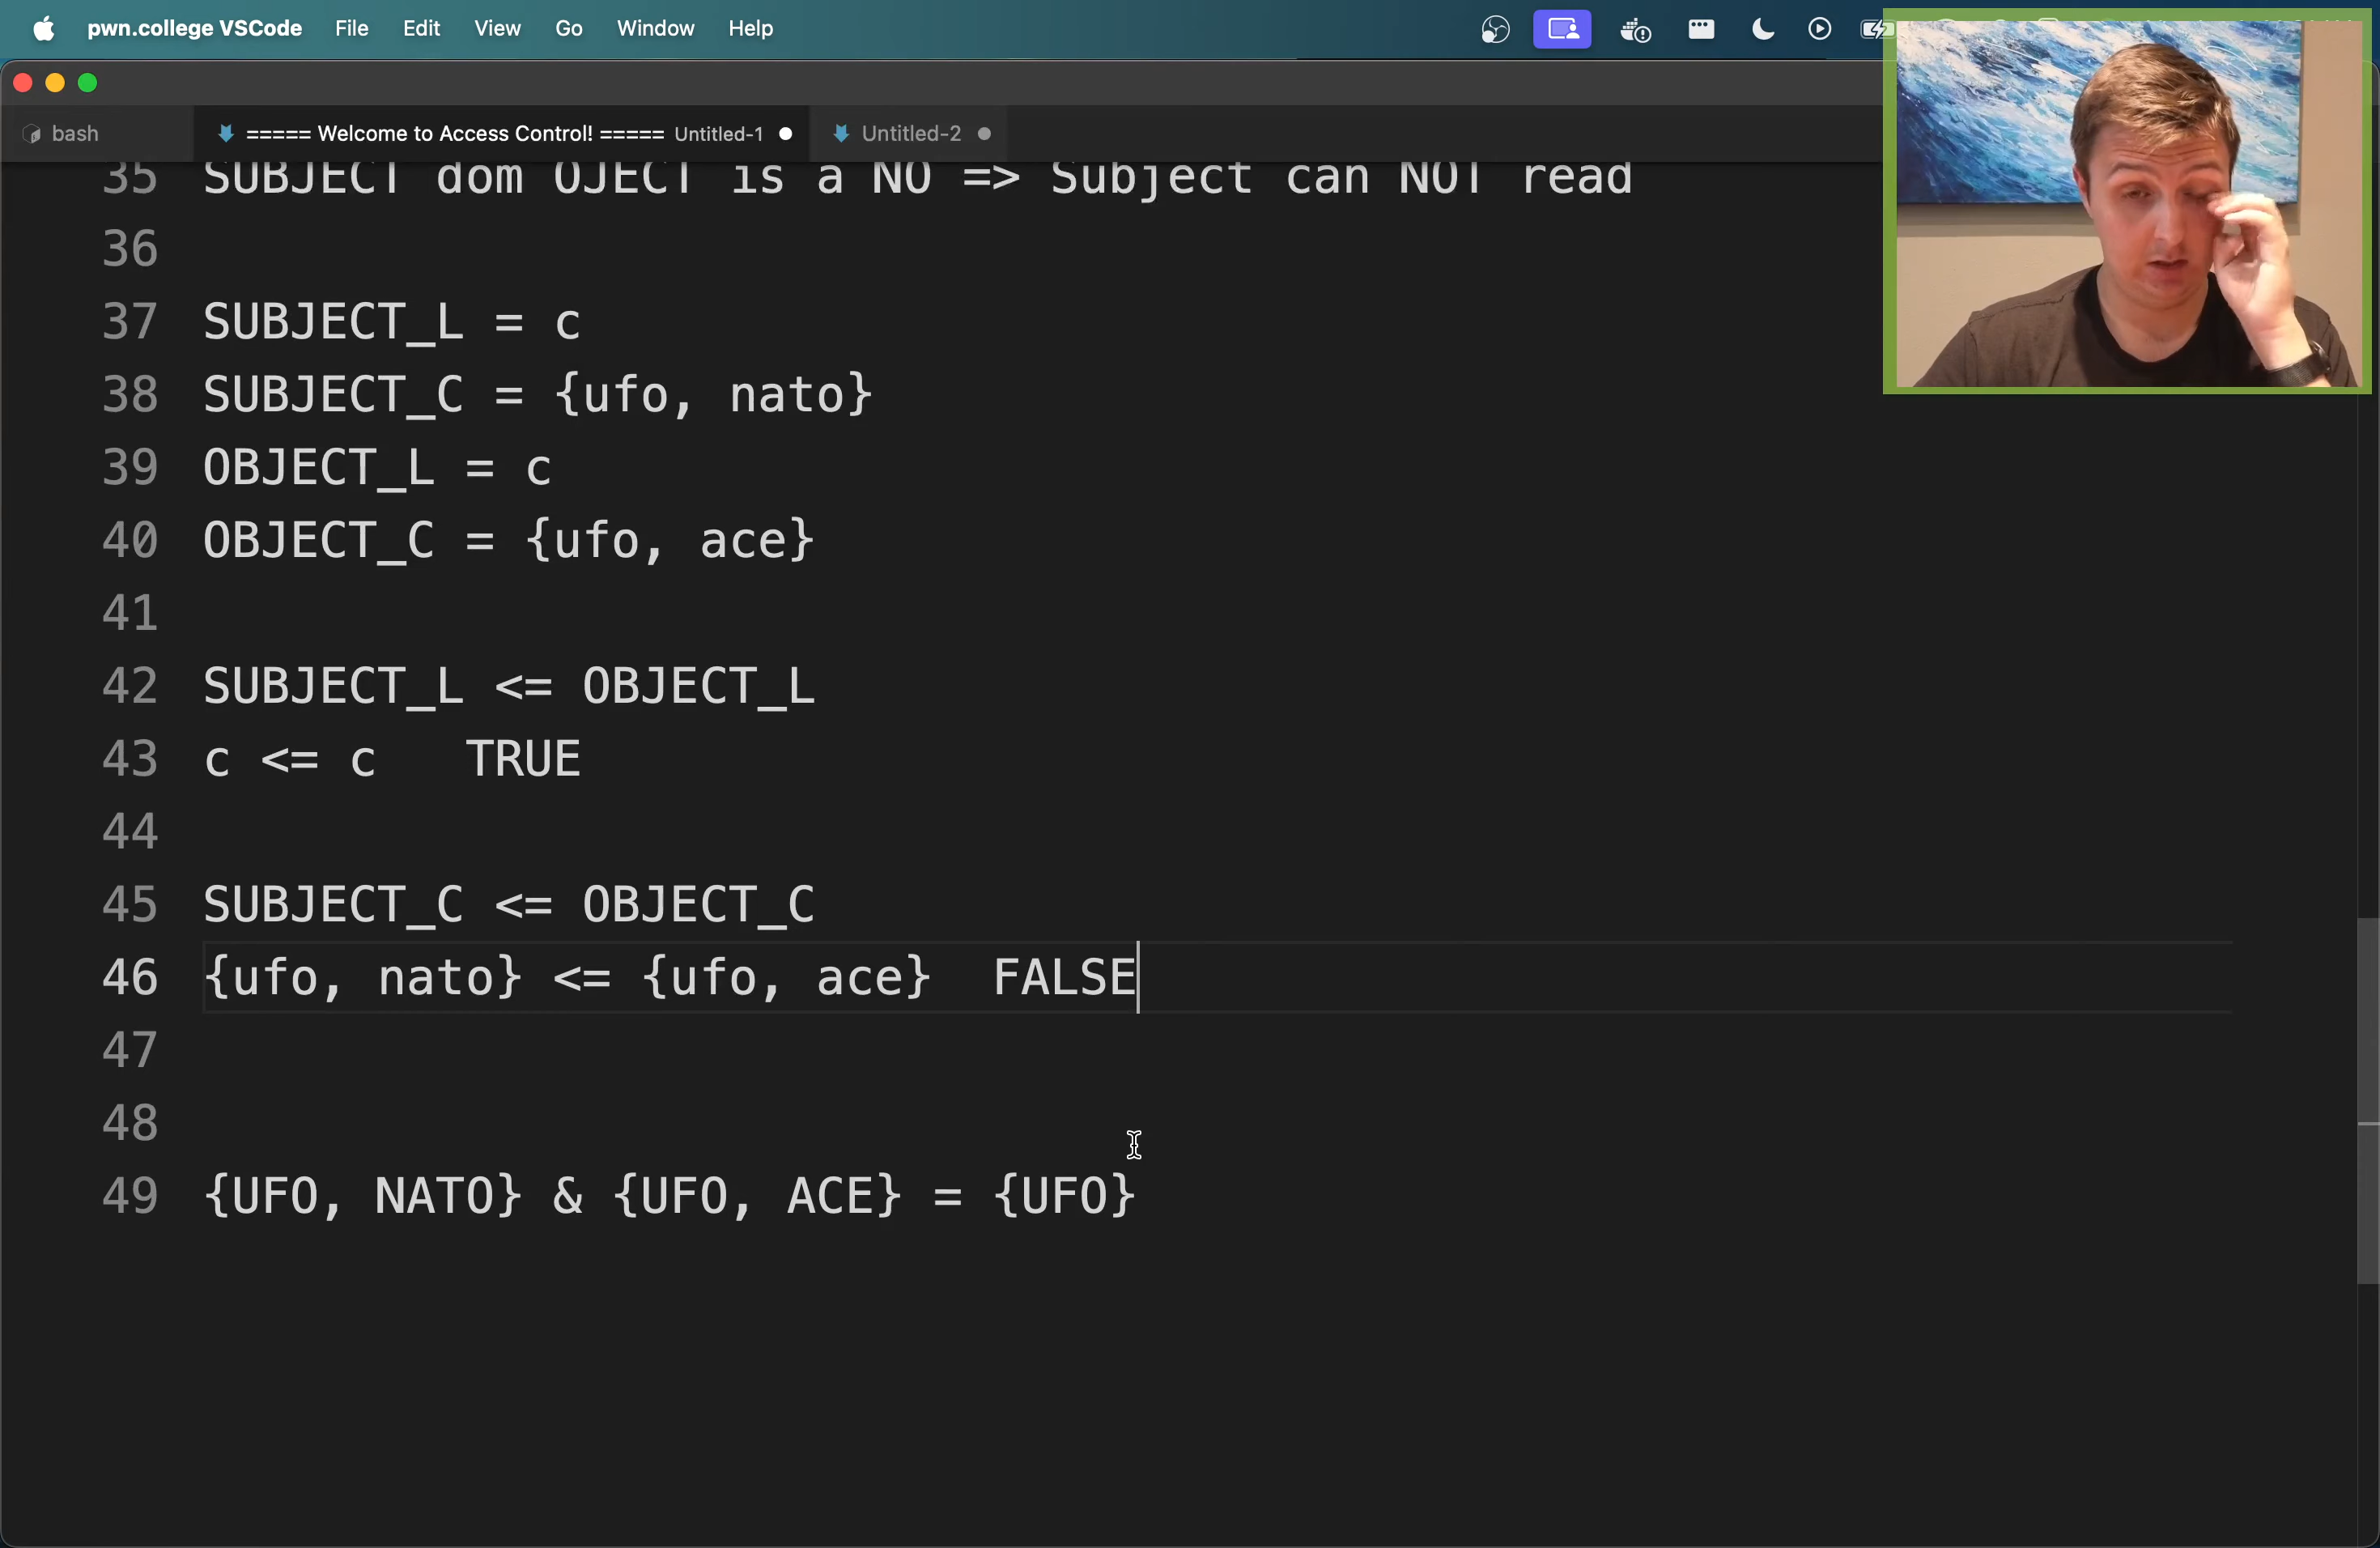 pwn.college VSCode File Edit View Go Window Help
bash ===== Welcome to Access Control! ===== Untitled-1 Untitled-2
35 SUBJECT dom OJECT is a NO => Subject can NOT read
36
37 SUBJECT_L = c
38 SUBJECT_C = {ufo, nato}
39 OBJECT_L = c
40 OBJECT_C = {ufo, ace}
41
42 SUBJECT_L <= OBJECT_L
43 c <= c TRUE
44
45 SUBJECT_C <= OBJECT_C
46 {ufo, nato} <= {ufo, ace} FALSE
47
48
49 {UFO, NATO} & {UFO, ACE} = {UFO}